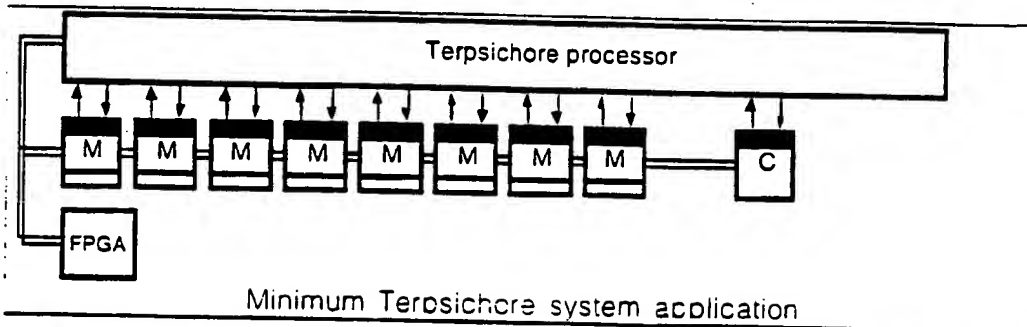 Terpsichore processor
M M M M M M M M C
FPGA
Minimum Terpsichore system application